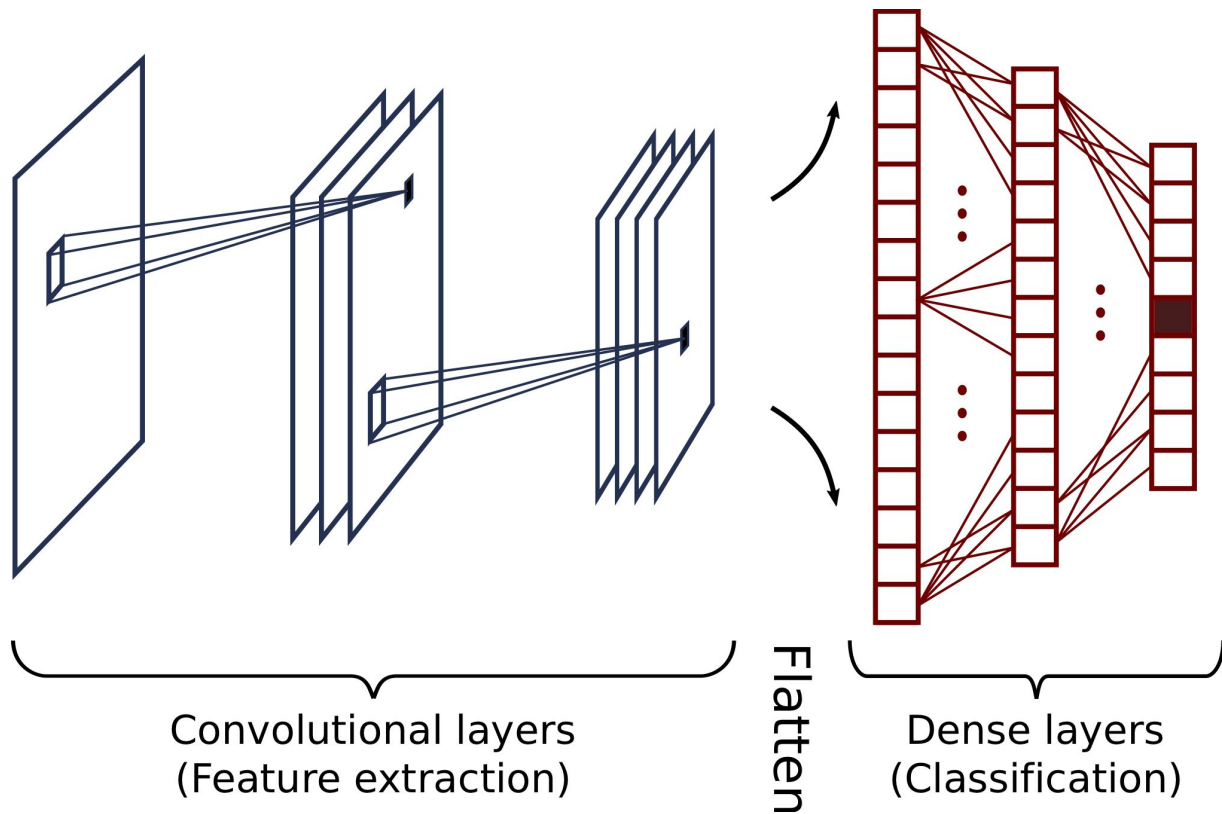 Convolutional layers
(Feature extraction)
Flatten
Dense layers
(Classification)